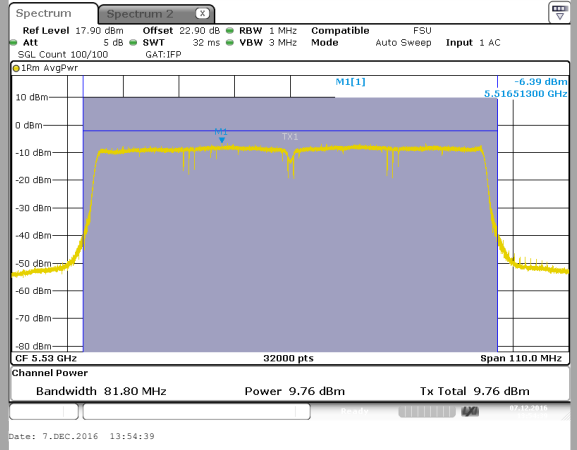 Spectrum Spectrum 2 X
Ref Level 17.90 dBm Offset 22.90 dB RBW 1 MHz Compatible FSU
Att 5 dB SWT 32 ms VBW 3 MHz Mode Auto Sweep Input 1 AC
SGL Count 100/100 GAT:IFP
1Rm AvgPwr
M1[1] -6.39 dBm
5.51651300 GHz
10 dBm
0 dBm
M1
TX1
-10 dBm
-20 dBm
-30 dBm
-40 dBm
-50 dBm
-60 dBm
-70 dBm
-80 dBm
CF 5.53 GHz 32000 pts Span 110.0 MHz
Channel Power
Bandwidth 81.80 MHz Power 9.76 dBm Tx Total 9.76 dBm
Ready LXI 02.12.2016
Date: 7.DEC.2016 13:54:39